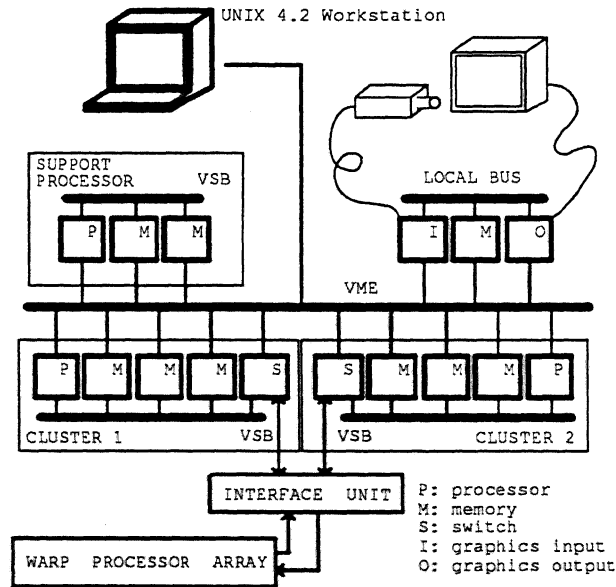 UNIX 4.2 Workstation
SUPPORT
PROCESSOR VSB
LOCAL BUS
P M M
I M O
VME
P M M M S
S M M M P
CLUSTER 1 VSB
VSB CLUSTER 2
INTERFACE UNIT
WARP PROCESSOR ARRAY
P: processor
M: memory
S: switch
I: graphics input
O: graphics output